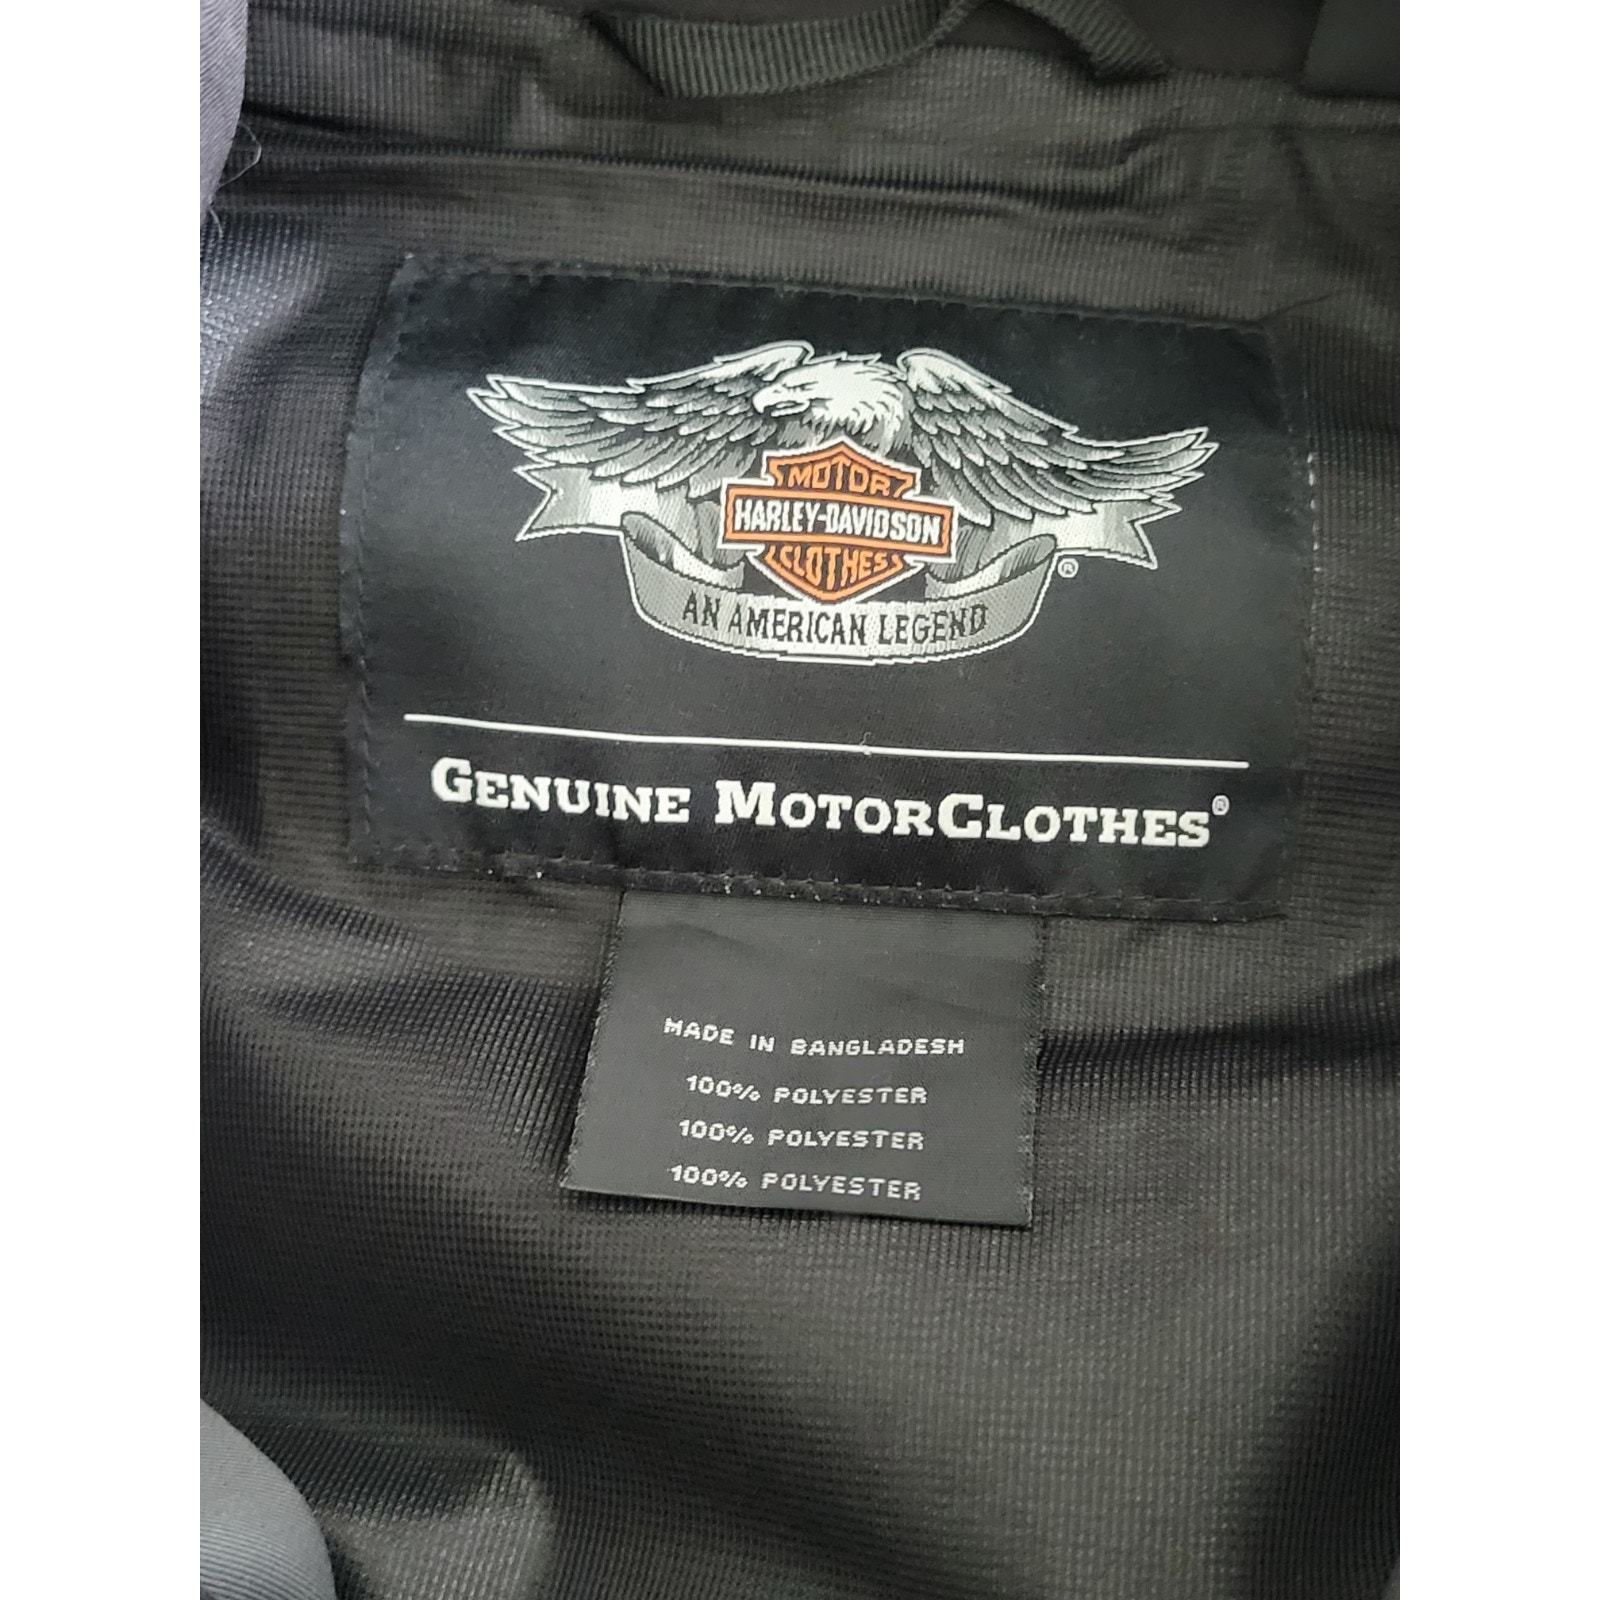 MOTOR
HARLEY-DAVIDSON
CLOTHES
®
AN AMERICAN LEGEND
GENUINE MOTORCLOTHES®
MADE IN BANGLADESH
100% POLYESTER
100% POLYESTER
100% POLYESTER